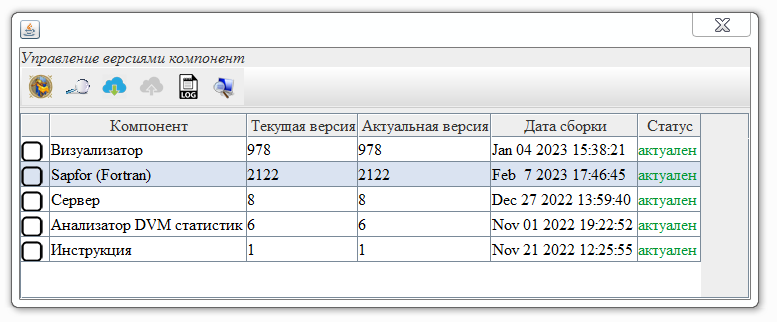 Управление версиями компонент
LOG
Компонент Текущая версия Актуальная версия Дата сборки Статус
Визуализатор 978 978 Jan 04 2023 15:38:21 актуален
Sapfor (Fortran) 2122 2122 Feb 7 2023 17:46:45 актуален
Сервер 8 8 Dec 27 2022 13:59:40 актуален
Анализатор DVM статистик 6 6 Nov 01 2022 19:22:52 актуален
Инструкция 1 1 Nov 21 2022 12:25:55 актуален